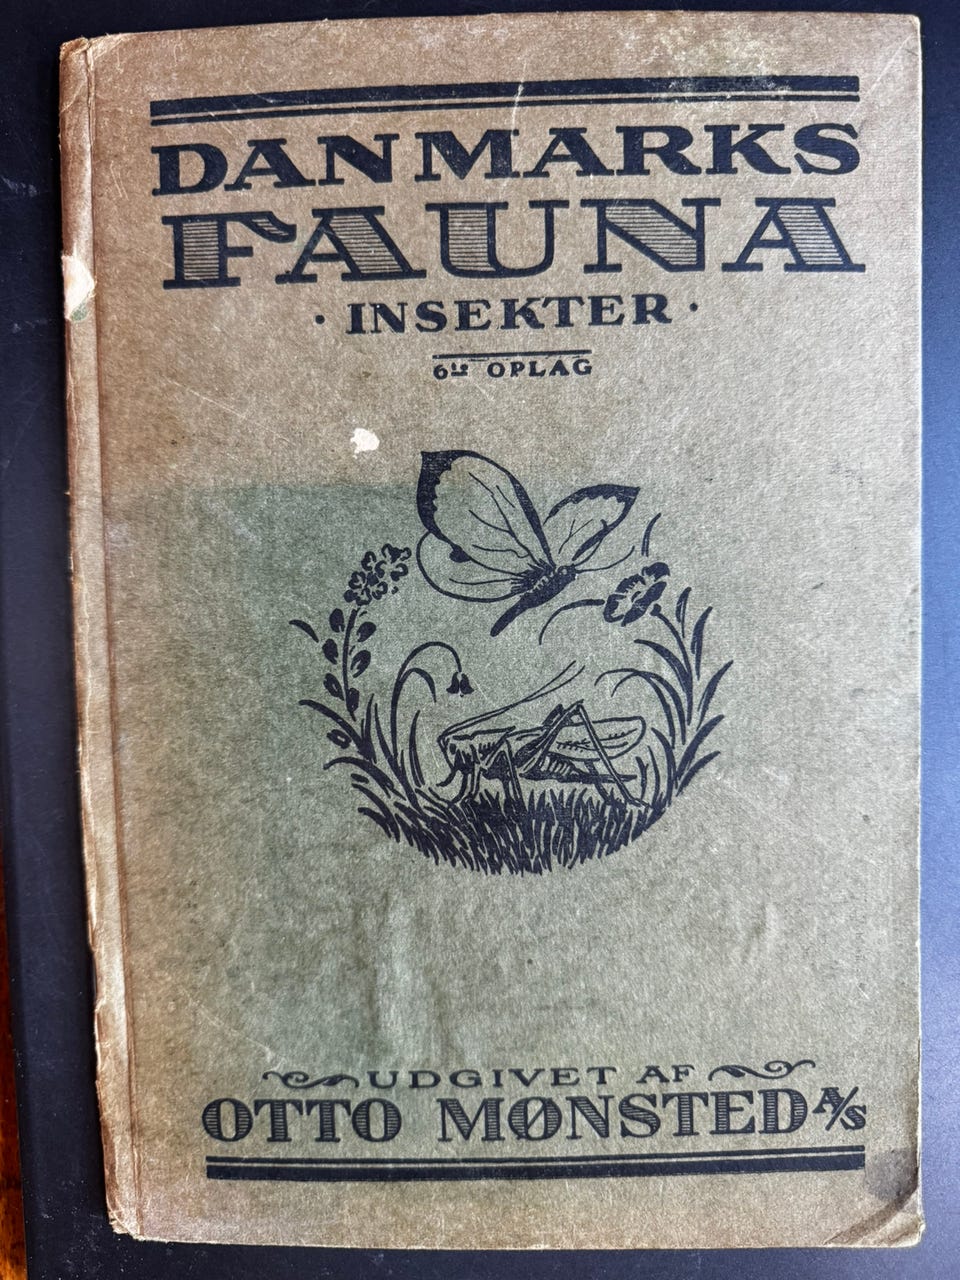 DANMARKS
FAUNA
· INSEKTER ·
6te OPLAG
UDGIVET AF
OTTO MØNSTED A/S